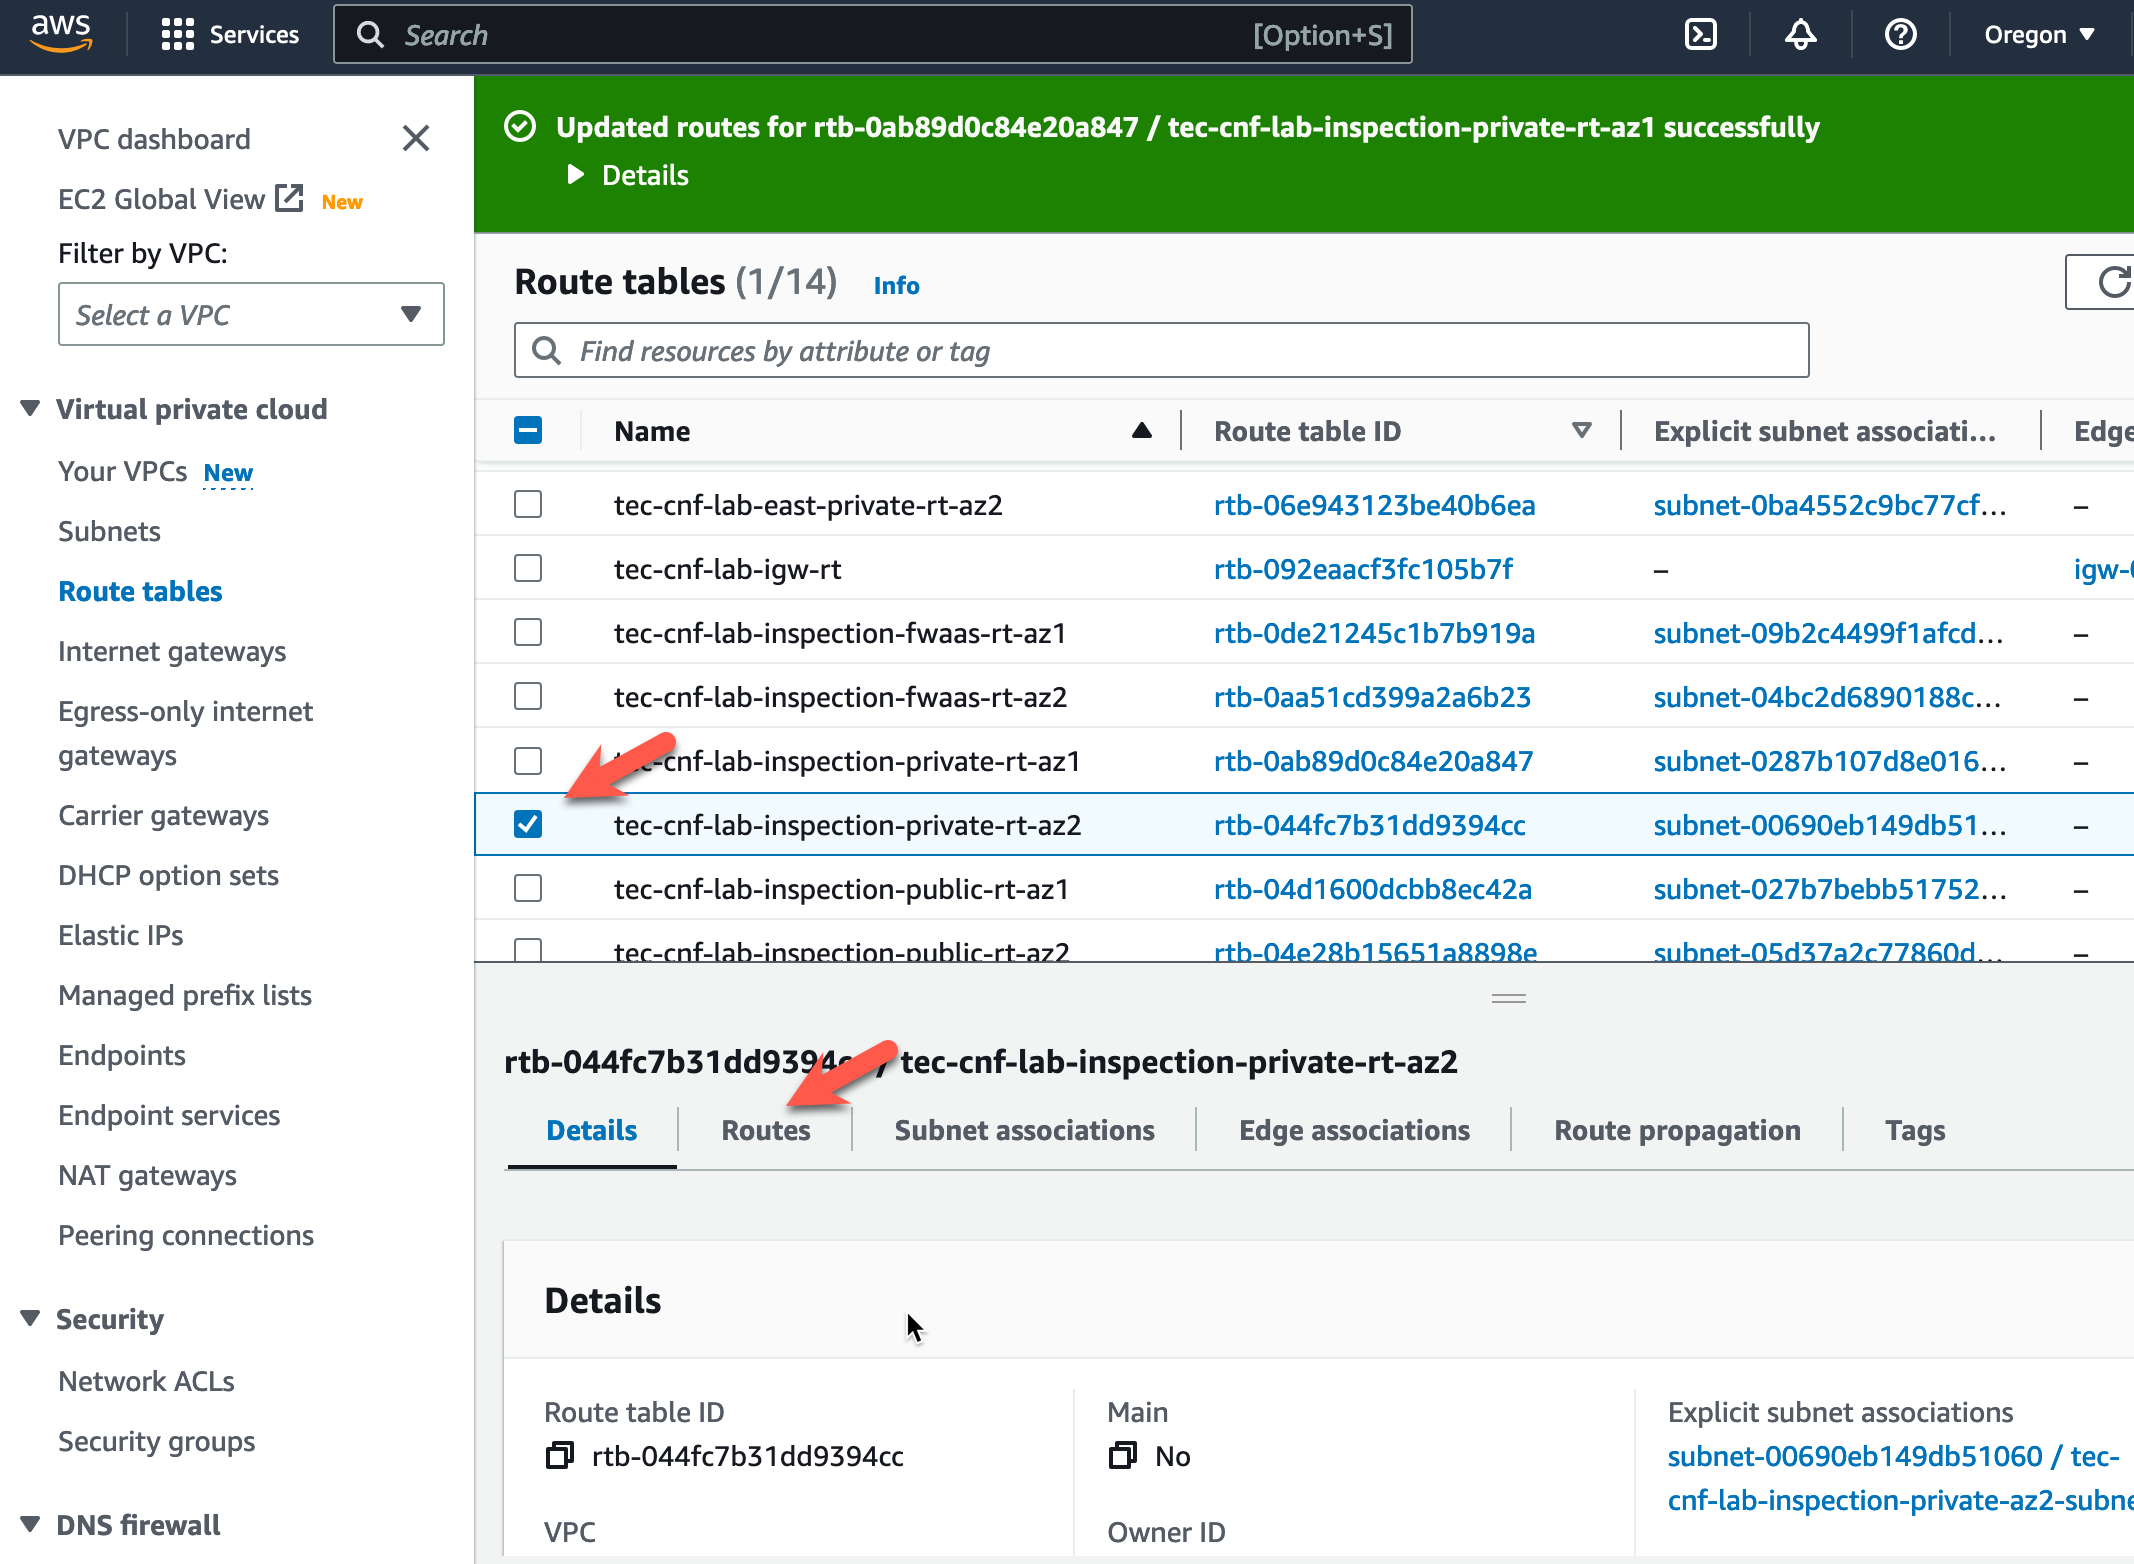 aws
Services
Search
[Option+S]
Oregon
VPC dashboard
EC2 Global View New
Filter by VPC:
Select a VPC
Virtual private cloud
Your VPCs New
Subnets
Route tables
Internet gateways
Egress-only internet
gateways
Carrier gateways
DHCP option sets
Elastic IPs
Managed prefix lists
Endpoints
Endpoint services
NAT gateways
Peering connections
Security
Network ACLs
Security groups
DNS firewall
Updated routes for rtb-0ab89d0c84e20a847 / tec-cnf-lab-inspection-private-rt-az1 successfully
Details
Route tables (1/14) Info
Find resources by attribute or tag
Name Route table ID Explicit subnet associati... Edge
tec-cnf-lab-east-private-rt-az2 rtb-06e943123be40b6ea subnet-0ba4552c9bc77cf... –
tec-cnf-lab-igw-rt rtb-092eaacf3fc105b7f – igw-
tec-cnf-lab-inspection-fwaas-rt-az1 rtb-0de21245c1b7b919a subnet-09b2c4499f1afcd... –
tec-cnf-lab-inspection-fwaas-rt-az2 rtb-0aa51cd399a2a6b23 subnet-04bc2d6890188c... –
tec-cnf-lab-inspection-private-rt-az1 rtb-0ab89d0c84e20a847 subnet-0287b107d8e016... –
tec-cnf-lab-inspection-private-rt-az2 rtb-044fc7b31dd9394cc subnet-00690eb149db51... –
tec-cnf-lab-inspection-public-rt-az1 rtb-04d1600dcbb8ec42a subnet-027b7bebb51752... –
tec-cnf-lab-inspection-public-rt-az2 rtb-04e28b15651a8898e subnet-05d37a2c77860d... –
rtb-044fc7b31dd9394c / tec-cnf-lab-inspection-private-rt-az2
Details Routes Subnet associations Edge associations Route propagation Tags
Details
Route table ID
rtb-044fc7b31dd9394cc
Main
No
Explicit subnet associations
subnet-00690eb149db51060 / tec-
cnf-lab-inspection-private-az2-subne
VPC
Owner ID